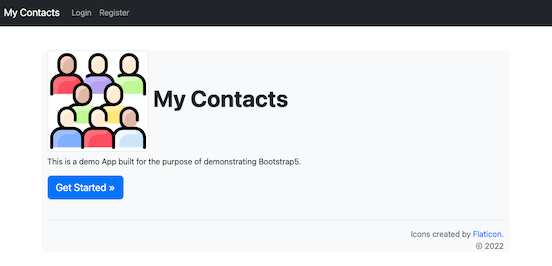 My Contacts Login Register
My Contacts
This is a demo App built for the purpose of demonstrating Bootstrap5.
Get Started »
Icons created by Flaticon.
© 2022